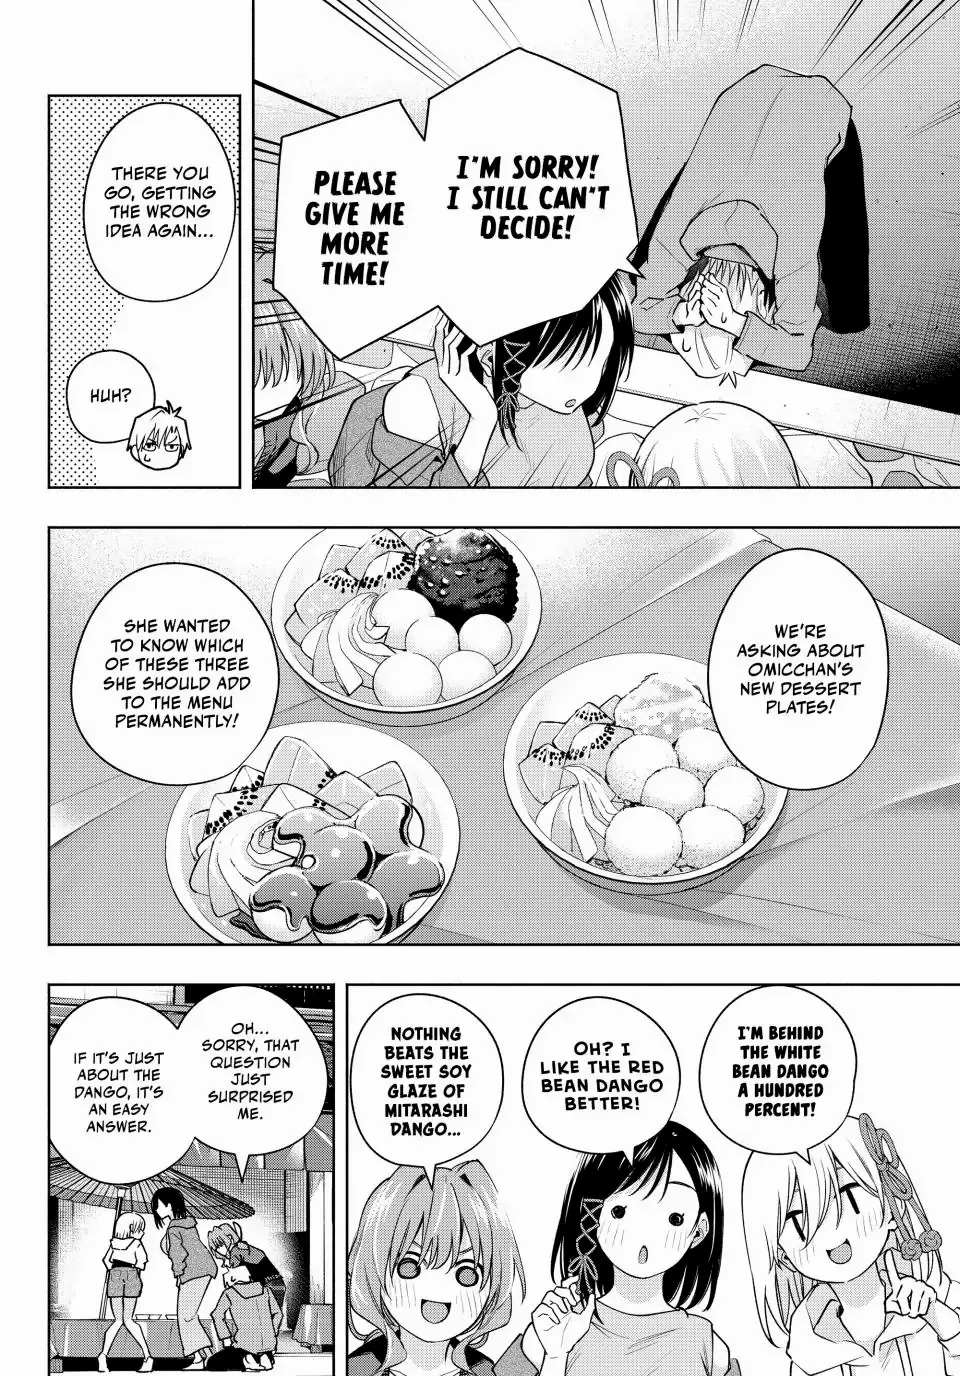 I'M SORRY!
I STILL CAN'T
DECIDE!
PLEASE
GIVE ME
MORE
TIME!
THERE YOU
GO, GETTING
THE WRONG
IDEA AGAIN...
HUH?
WE'RE
ASKING ABOUT
OMICCHAN'S
NEW DESSERT
PLATES!
SHE WANTED
TO KNOW WHICH
OF THESE THREE
SHE SHOULD ADD
TO THE MENU
PERMANENTLY!
I'M BEHIND
THE WHITE
BEAN DANGO
A HUNDRED
PERCENT!
OH? I
LIKE THE RED
BEAN DANGO
BETTER!
NOTHING
BEATS THE
SWEET SOY
GLAZE OF
MITARASHI
DANGO...
OH...
SORRY, THAT
QUESTION
JUST
SURPRISED
ME.
IF IT'S JUST
ABOUT THE
DANGO, IT'S
AN EASY
ANSWER.